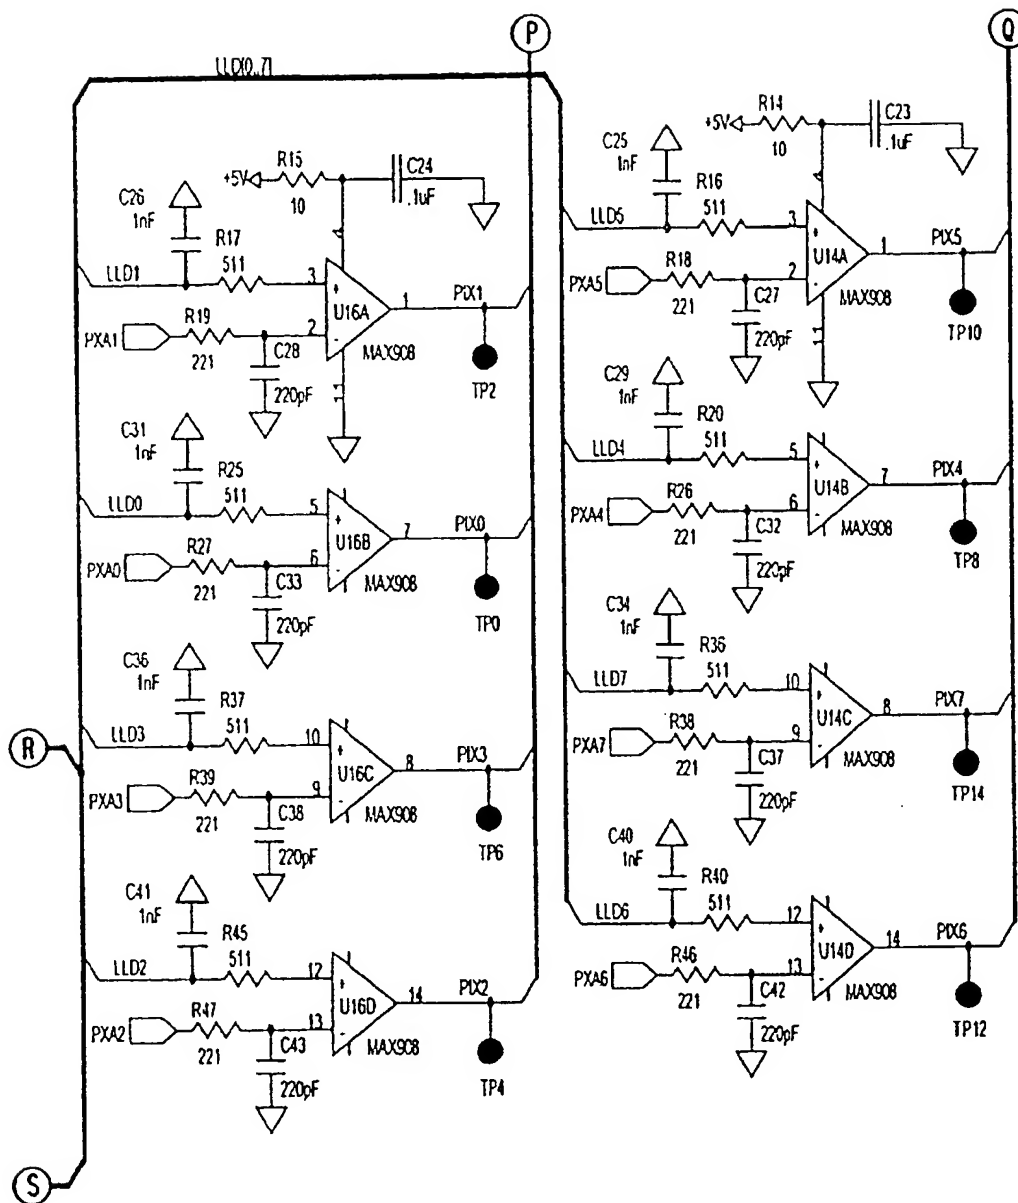 P
Q
LLD[0..7]
+5V
R15
10
C24
.1uF
4
C26
1nF
R17
511
LLD1
3
+
U16A
1
PIX1
PXA1
R19
221
2
-
MAX908
C28
220pF
11
TP2
C31
1nF
R25
511
LLD0
5
+
U16B
7
PIX0
PXA0
R27
221
6
-
MAX908
C33
220pF
TP0
C36
1nF
R37
511
LLD3
10
+
U16C
8
PIX3
R
PXA3
R39
221
9
-
MAX908
C38
220pF
TP6
C41
1nF
R45
511
LLD2
12
+
U16D
14
PIX2
PXA2
R47
221
13
-
MAX908
C43
220pF
TP4
S
+5V
R14
10
C23
.1uF
4
C25
1nF
R16
511
LLD5
3
+
U14A
1
PIX5
PXA5
R18
221
2
-
MAX908
C27
220pF
11
TP10
C29
1nF
R20
511
LLD4
5
+
U14B
7
PIX4
PXA4
R26
221
6
-
MAX908
C32
220pF
TP8
C34
1nF
R36
511
LLD7
10
+
U14C
8
PIX7
PXA7
R38
221
9
-
MAX908
C37
220pF
TP14
C40
1nF
R40
511
LLD6
12
+
U14D
14
PIX6
PXA6
R46
221
13
-
MAX908
C42
220pF
TP12